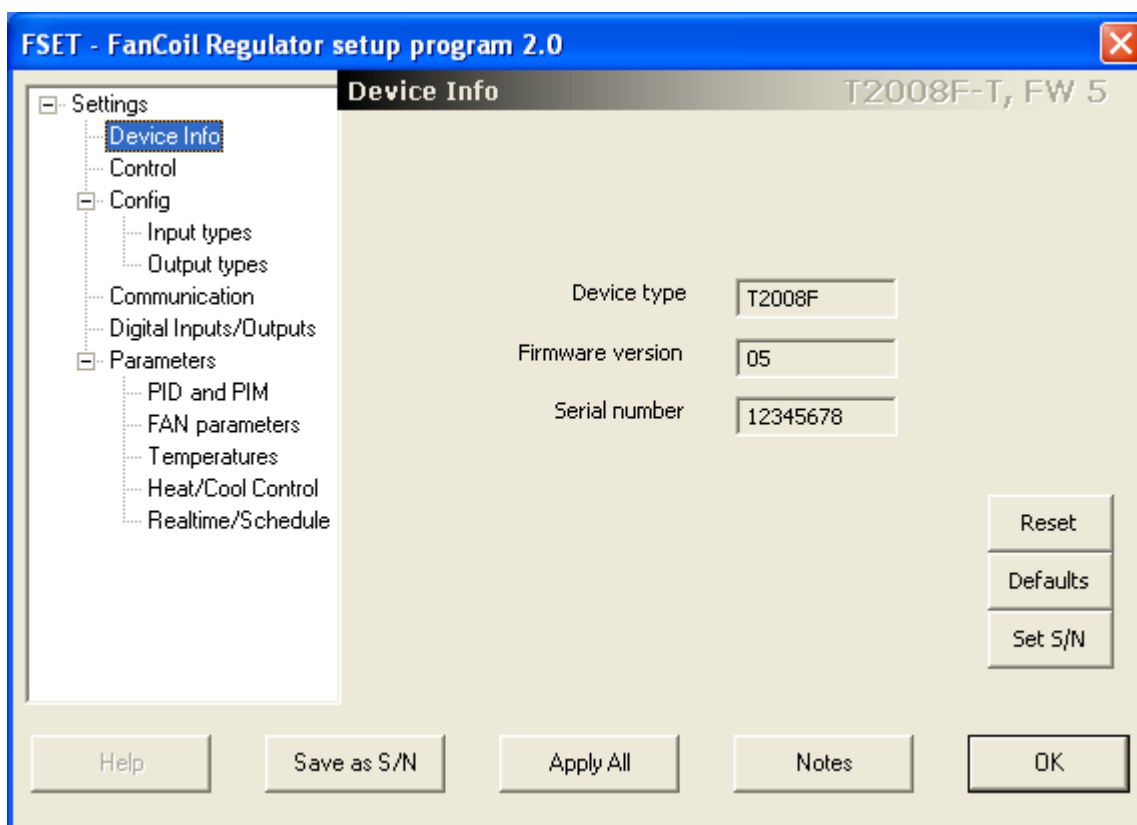 FSET - FanCoil Regulator setup program 2.0
Device Info
T2008F-T, FW 5
Settings
Device Info
Control
Config
Input types
Output types
Communication
Digital Inputs/Outputs
Parameters
PID and PIM
FAN parameters
Temperatures
Heat/Cool Control
Realtime/Schedule
Device type T2008F
Firmware version 05
Serial number 12345678
Reset
Defaults
Set S/N
Help Save as S/N Apply All Notes OK